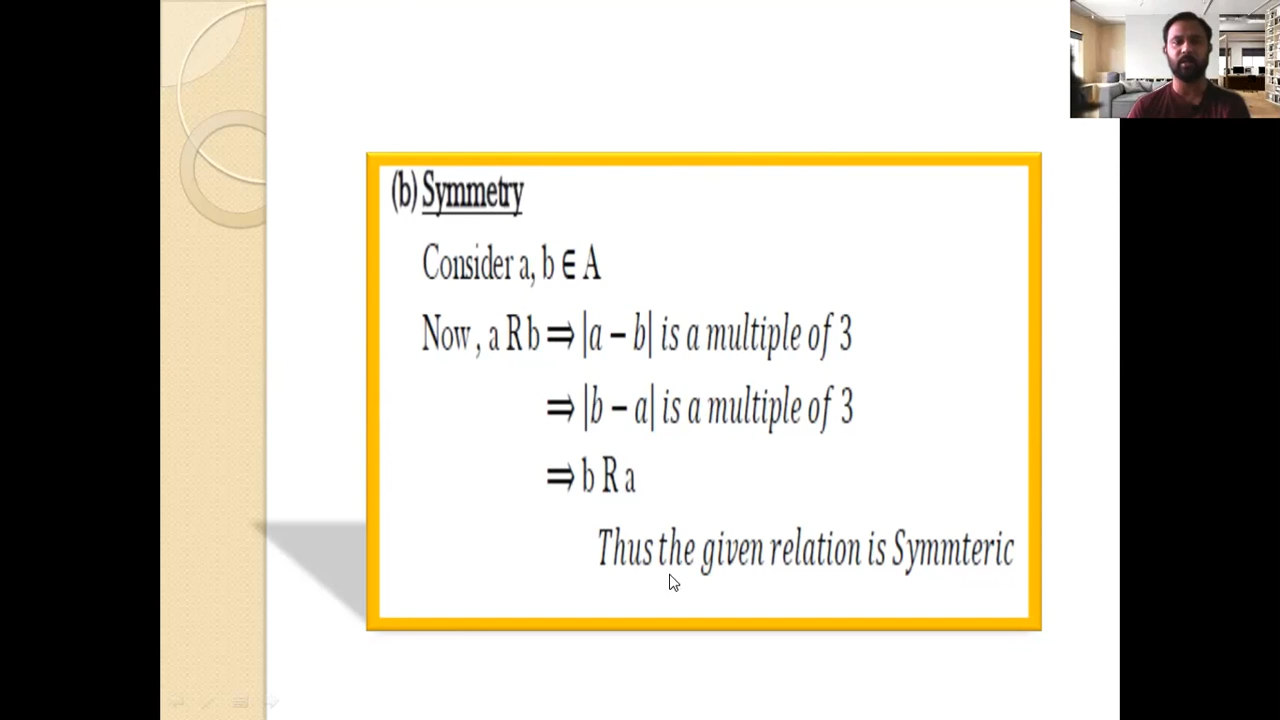 (b) Symmetry
Consider a, b ∈ A
Now , a R b ⇒ |a − b| is a multiple of 3
⇒ |b − a| is a multiple of 3
⇒ b R a
Thus the given relation is Symmteric